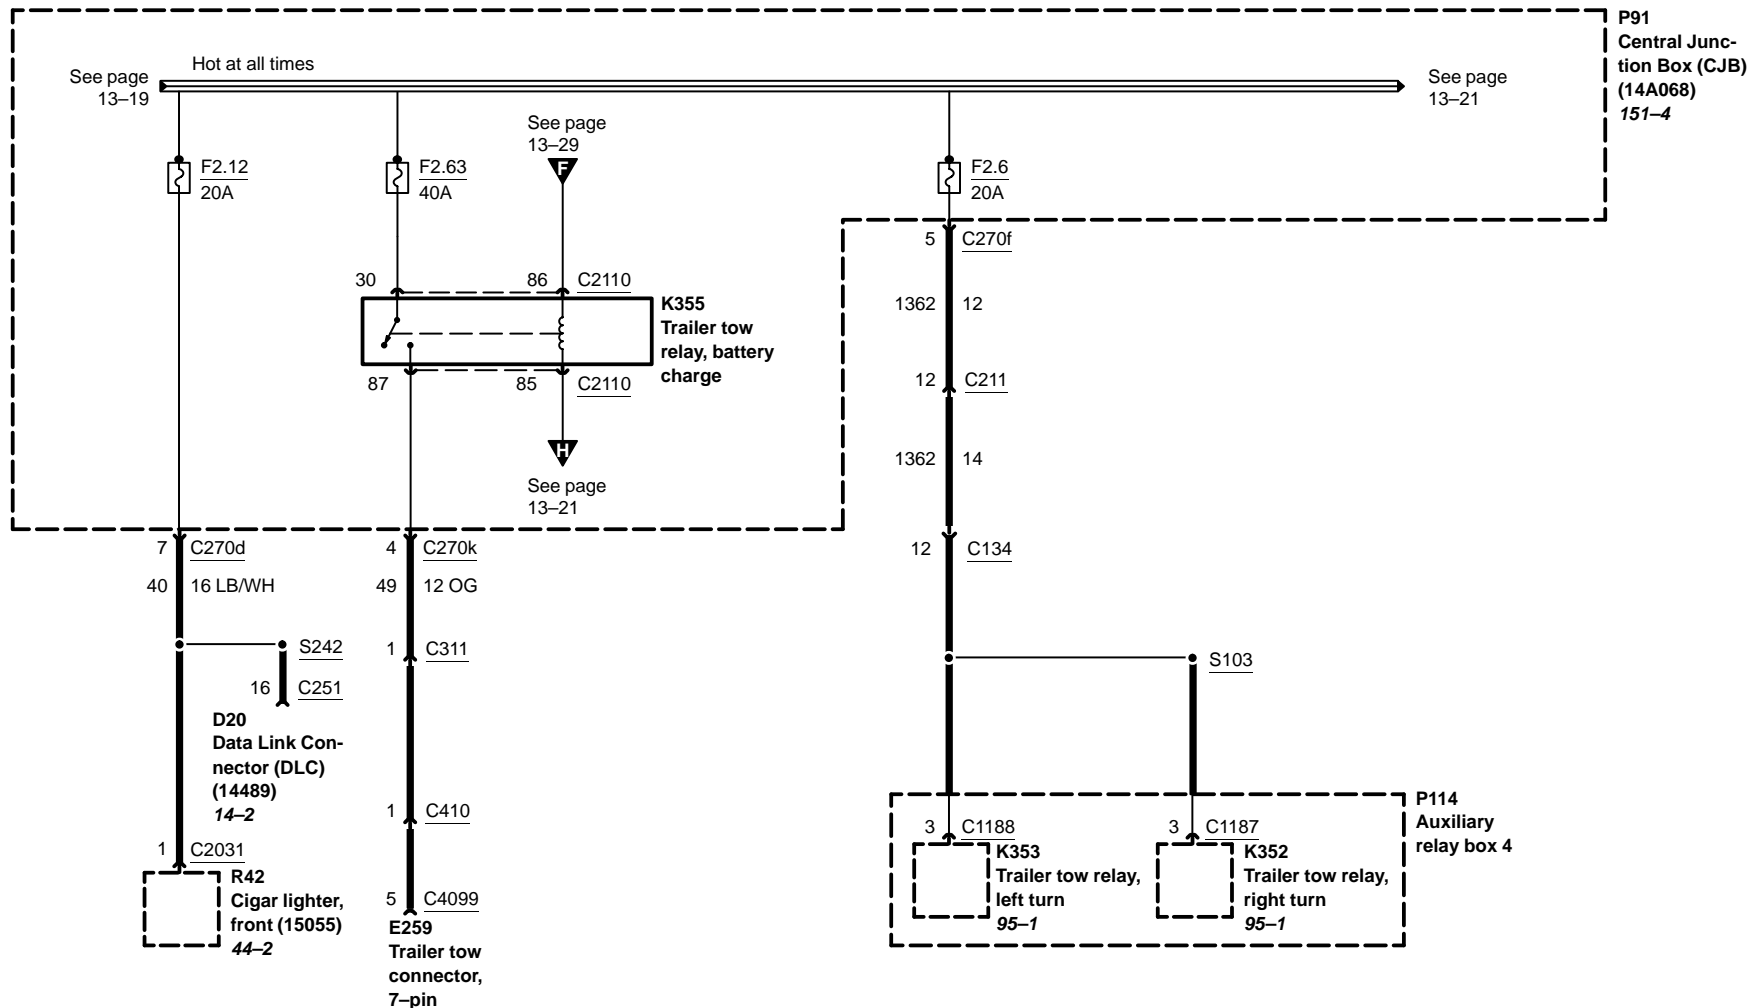 P91
Central Junc-
tion Box (CJB)
(14A068)
151–4
Hot at all times
See page
13–19
See page
13–21
See page
13–29
F
F2.12
20A
F2.63
40A
F2.6
20A
5 C270f
30 86 C2110
K355
Trailer tow
relay, battery
charge
1362 12
87 85 C2110
12 C211
H
1362 14
See page
13–21
7 C270d
4 C270k
12 C134
40 16 LB/WH
49 12 OG
S242
1 C311
S103
16 C251
D20
Data Link Con-
nector (DLC)
(14489)
14–2
1 C410
P114
Auxiliary
relay box 4
3 C1188
3 C1187
1 C2031
K353
Trailer tow relay,
left turn
95–1
K352
Trailer tow relay,
right turn
95–1
R42
Cigar lighter,
front (15055)
44–2
5 C4099
E259
Trailer tow
connector,
7–pin